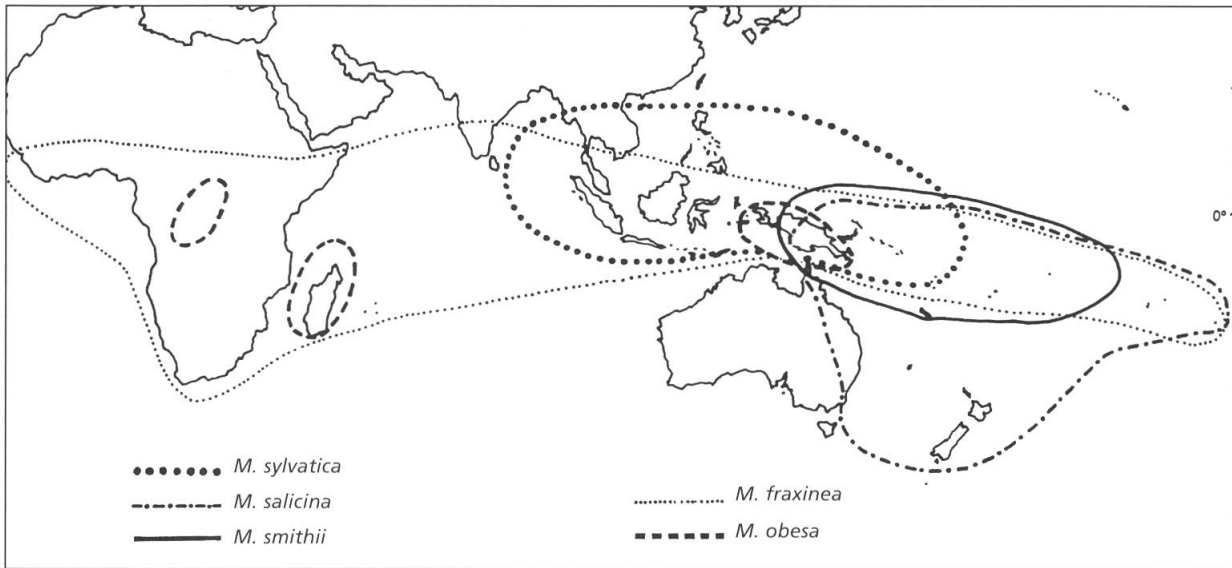 0°
M. sylvatica
M. salicina
M. smithii
M. fraxinea
M. obesa